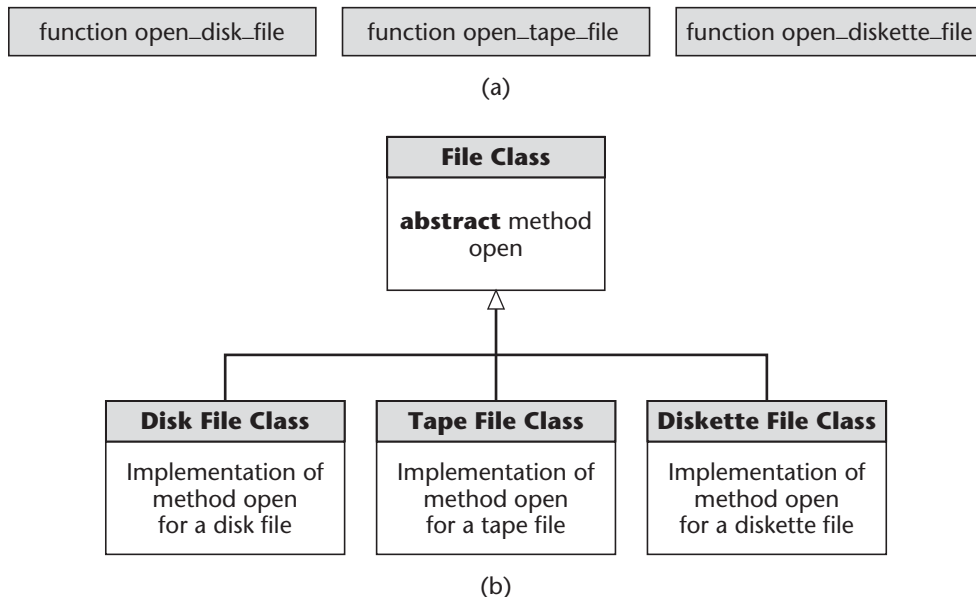 function open_disk_file
function open_tape_file
function open_diskette_file
(a)
File Class
abstract method
open
Disk File Class
Implementation of
method open
for a disk file
Tape File Class
Implementation of
method open
for a tape file
Diskette File Class
Implementation of
method open
for a diskette file
(b)